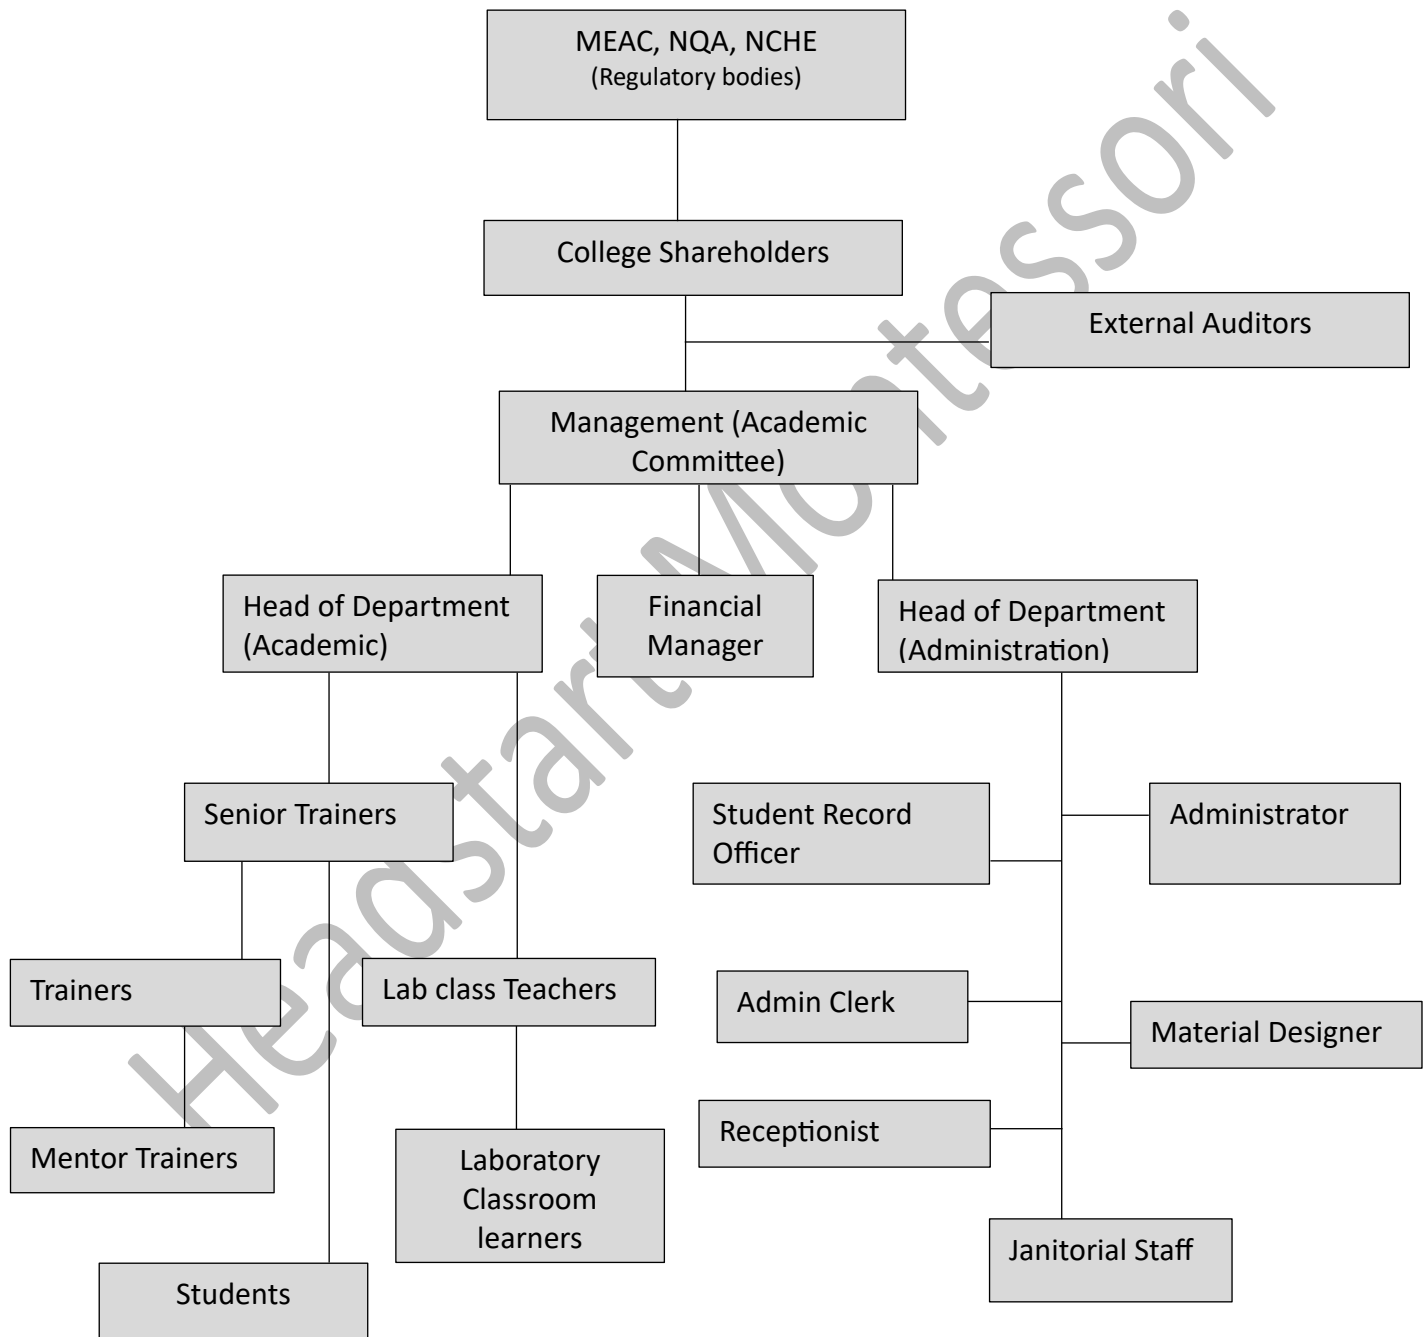 MEAC, NQA, NCHE
(Regulatory bodies)
College Shareholders
External Auditors
Management (Academic
Committee)
Head of Department
(Academic)
Financial
Manager
Head of Department
(Administration)
Senior Trainers
Student Record
Officer
Administrator
Trainers
Lab class Teachers
Admin Clerk
Material Designer
Mentor Trainers
Laboratory
Classroom
learners
Receptionist
Janitorial Staff
Students
Headstart Montessori